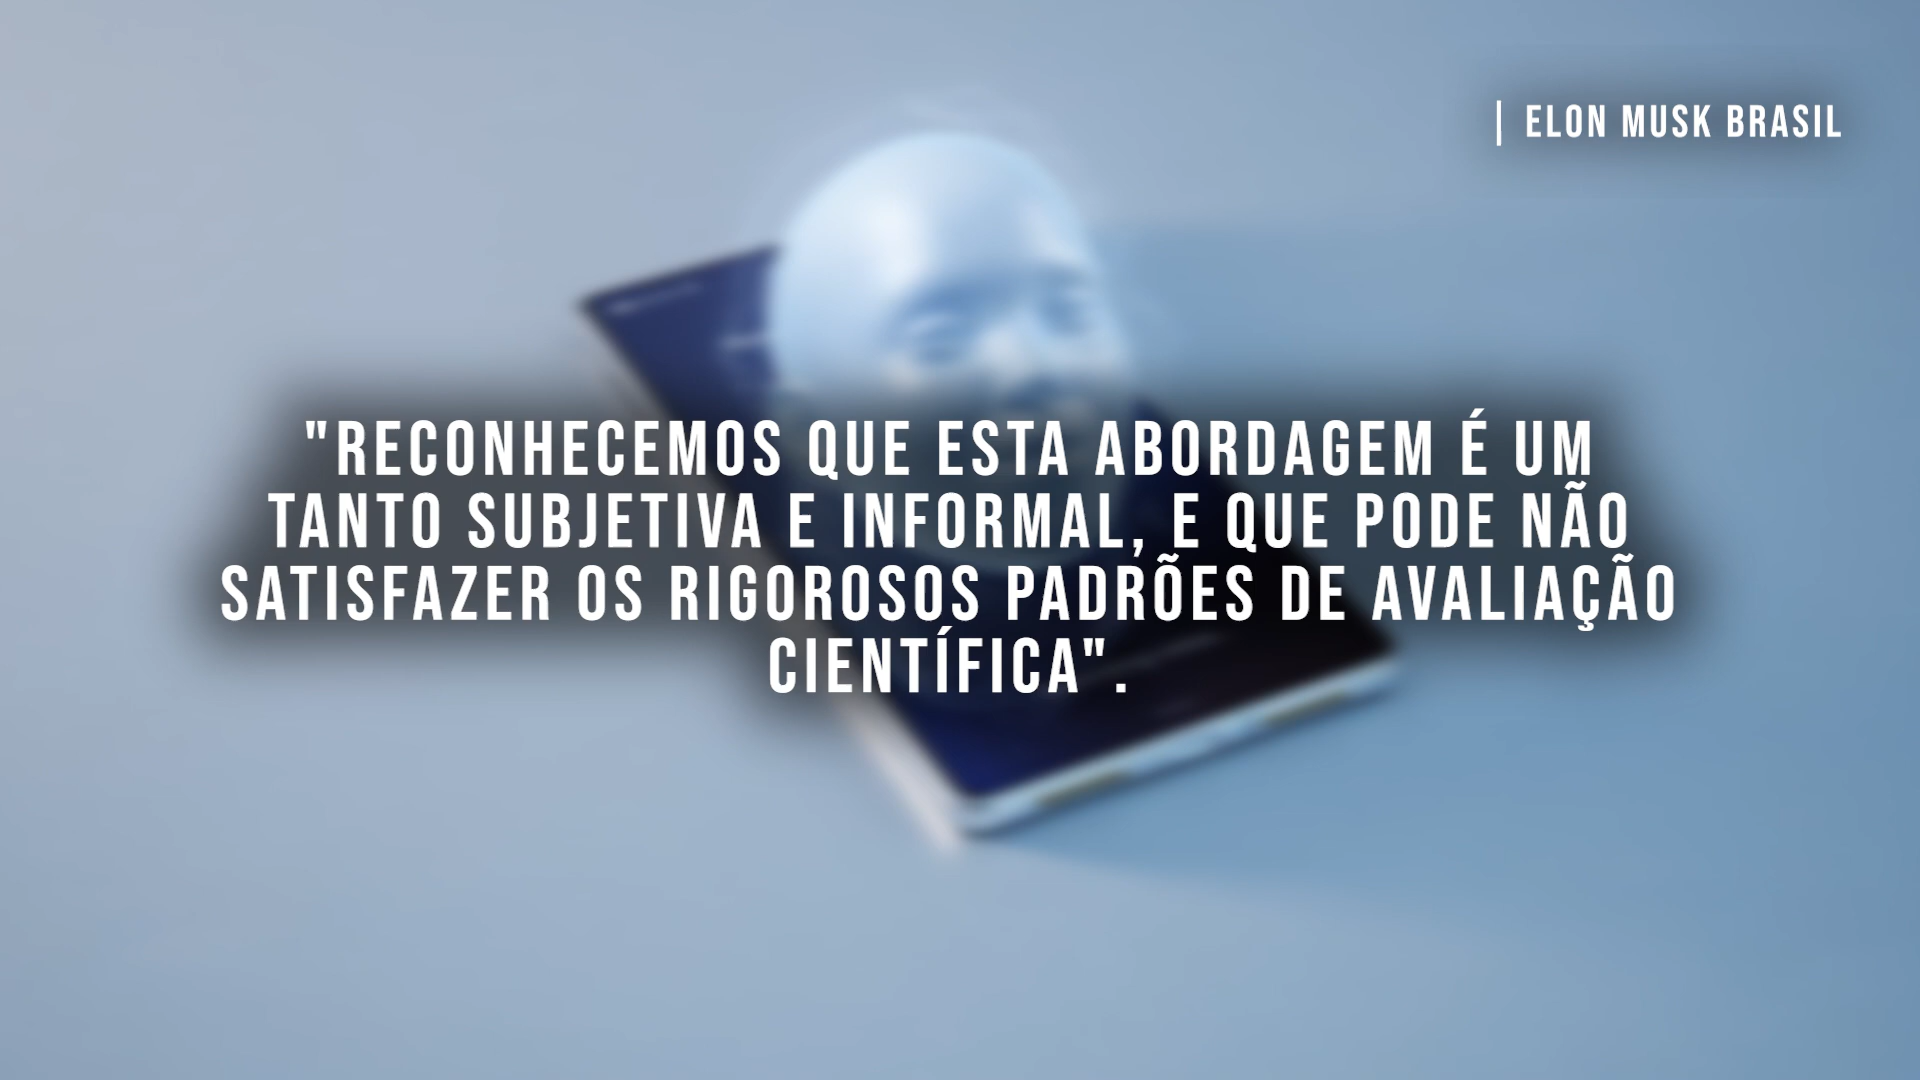 | ELON MUSK BRASIL
"RECONHECEMOS QUE ESTA ABORDAGEM É UM
TANTO SUBJETIVA E INFORMAL, E QUE PODE NÃO
SATISFAZER OS RIGOROSOS PADRÕES DE AVALIAÇÃO
CIENTÍFICA".